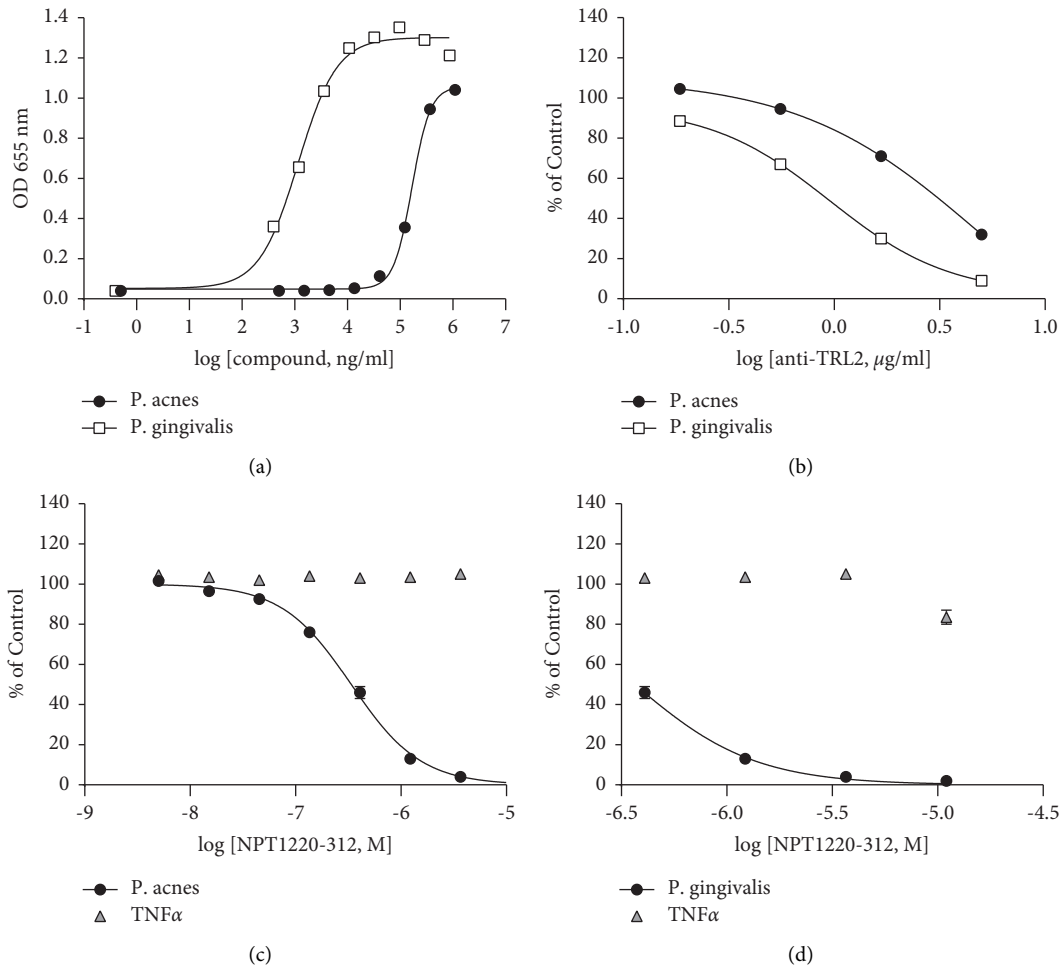 1.4
1.2
1.0
0.8
0.6
0.4
0.2
0.0
OD 655 nm
-1 0 1 2 3 4 5 6 7
log [compound, ng/ml]
P. acnes
P. gingivalis
(a)
140
120
100
80
60
40
20
0
% of Control
-1.0 -0.5 0.0 0.5 1.0
log [anti-TRL2, μg/ml]
P. acnes
P. gingivalis
(b)
140
120
100
80
60
40
20
0
% of Control
-9 -8 -7 -6 -5
log [NPT1220-312, M]
P. acnes
TNFα
(c)
140
120
100
80
60
40
20
0
% of Control
-6.5 -6.0 -5.5 -5.0 -4.5
log [NPT1220-312, M]
P. gingivalis
TNFα
(d)